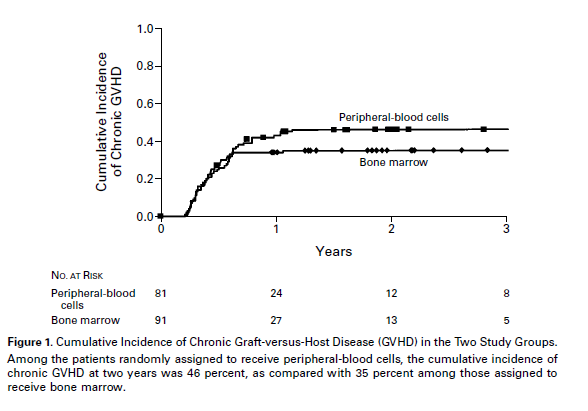 1.0
0.8
0.6
0.4
0.2
0.0
Cumulative Incidence
of Chronic GVHD
Peripheral-blood cells
Bone marrow
0 1 2 3
Years
NO. AT RISK
Peripheral-blood 81 24 12 8
cells
Bone marrow 91 27 13 5
Figure 1. Cumulative Incidence of Chronic Graft-versus-Host Disease (GVHD) in the Two Study Groups.
Among the patients randomly assigned to receive peripheral-blood cells, the cumulative incidence of
chronic GVHD at two years was 46 percent, as compared with 35 percent among those assigned to
receive bone marrow.